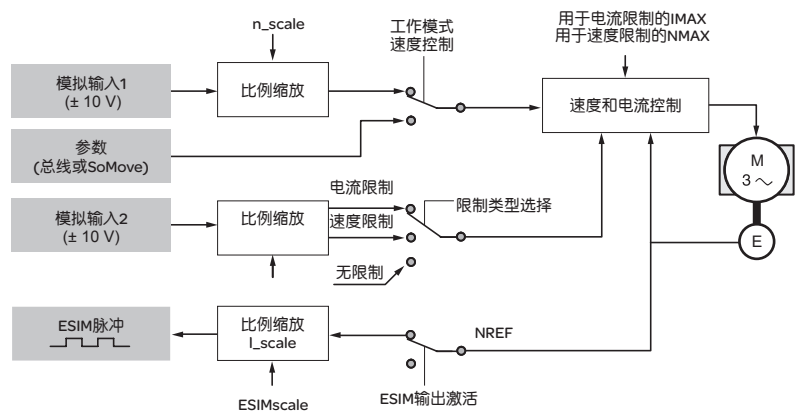 n_scale
工作模式
速度控制
用于电流限制的IMAX
用于速度限制的NMAX
模拟输入1
(± 10 V)
比例缩放
速度和电流控制
参数
(总线或SoMove)
M
3 ～
电流限制
模拟输入2
(± 10 V)
比例缩放
速度限制
限制类型选择
E
无限制
ESIM脉冲
比例缩放
I_scale
NREF
ESIMscale
ESIM输出激活